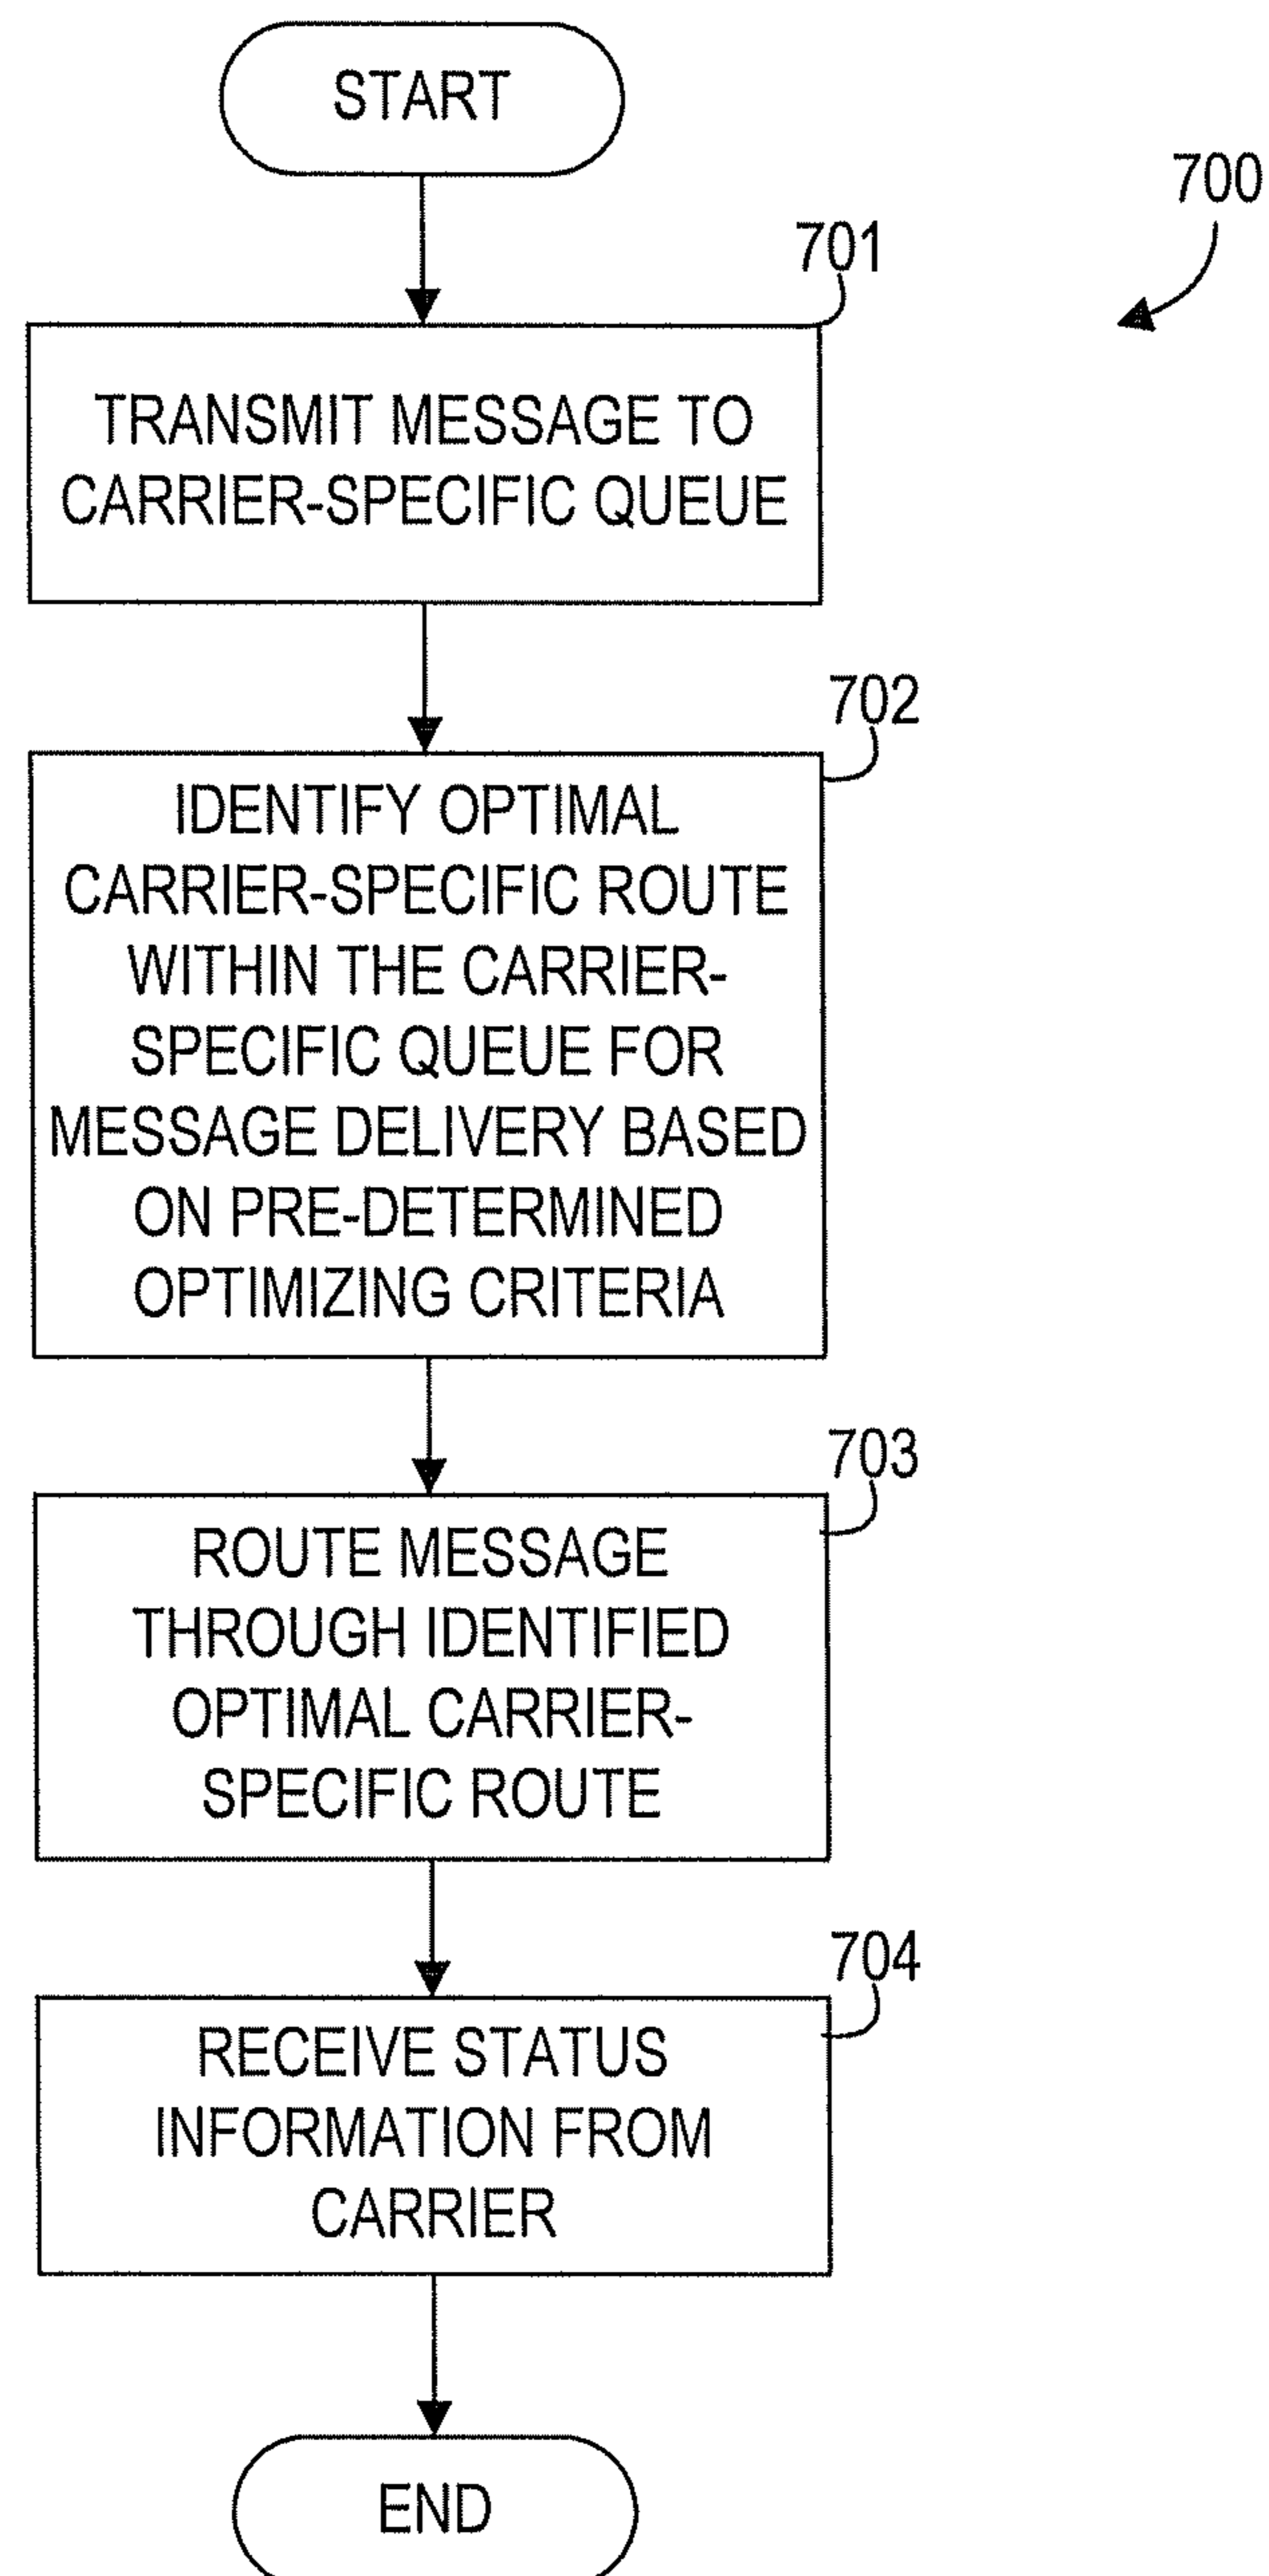 START
700
701
TRANSMIT MESSAGE TO
CARRIER-SPECIFIC QUEUE
702
IDENTIFY OPTIMAL
CARRIER-SPECIFIC ROUTE
WITHIN THE CARRIER-
SPECIFIC QUEUE FOR
MESSAGE DELIVERY BASED
ON PRE-DETERMINED
OPTIMIZING CRITERIA
703
ROUTE MESSAGE
THROUGH IDENTIFIED
OPTIMAL CARRIER-
SPECIFIC ROUTE
704
RECEIVE STATUS
INFORMATION FROM
CARRIER
END